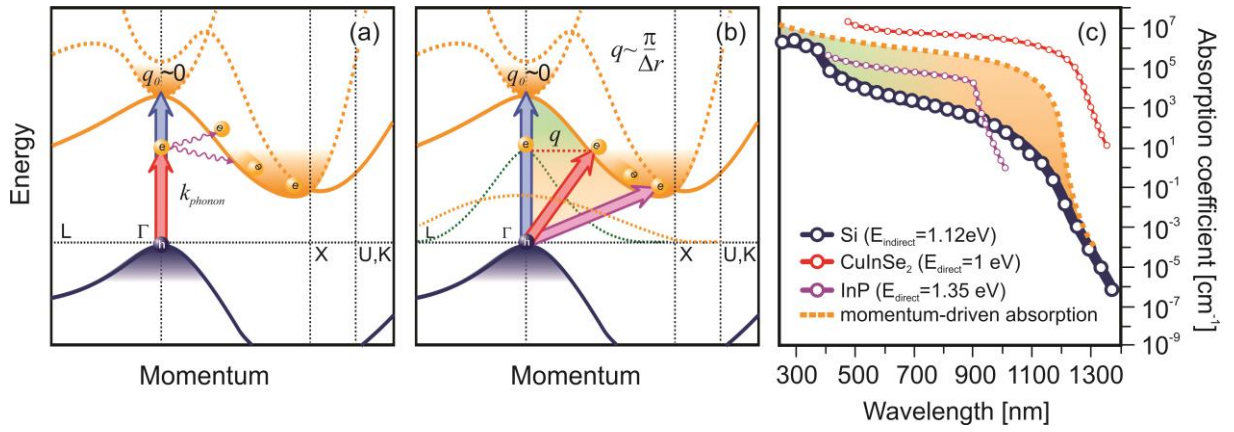 (a)
q₀~0
e
e
e
e
k_phonon
L
Γ
h
X
U,K
Energy
Momentum
(b)
q₀~0
q~ π/Δr
e
e
e
e
q
L
Γ
h
X
U,K
Momentum
(c)
10⁷
10⁵
10³
10¹
10⁻¹
10⁻³
10⁻⁵
10⁻⁷
10⁻⁹
Absorption coefficient [cm⁻¹]
Si (E_indirect=1.12eV)
CuInSe₂ (E_direct=1 eV)
InP (E_direct=1.35 eV)
momentum-driven absorption
300 500 700 900 1100 1300
Wavelength [nm]